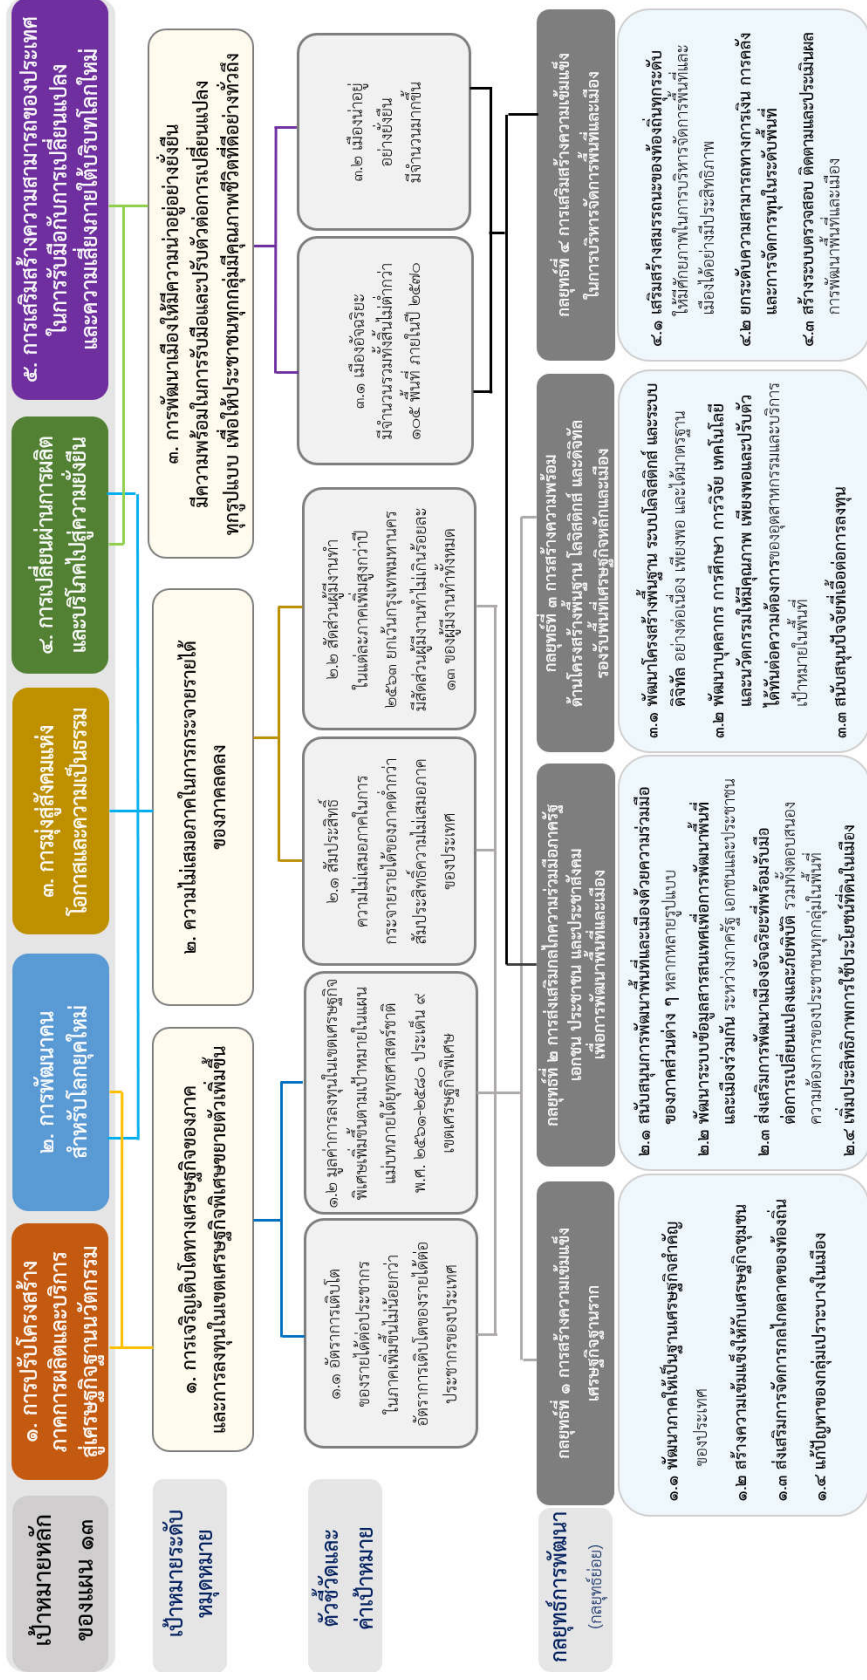 เป้าหมายหลัก
ของแผน ๑๓
๑. การปรับโครงสร้าง
ภาคการผลิตและบริการ
สู่เศรษฐกิจฐานนวัตกรรม
๒. การพัฒนาคน
สำหรับโลกยุคใหม่
๓. การมุ่งสู่สังคมแห่ง
โอกาสและความเป็นธรรม
๔. การเปลี่ยนผ่านการผลิต
และบริโภคไปสู่ความยั่งยืน
๕. การเสริมสร้างความสามารถของประเทศ
ในการรับมือกับการเปลี่ยนแปลง
และความเสี่ยงภายใต้บริบทโลกใหม่
เป้าหมายระดับ
หมุดหมาย
๑. การเจริญเติบโตทางเศรษฐกิจของภาค
และการลงทุนในเขตเศรษฐกิจพิเศษขยายตัวเพิ่มขึ้น
๒. ความไม่เสมอภาคในการกระจายรายได้
ของภาคลดลง
๓. การพัฒนาเมืองให้มีความน่าอยู่อย่างยั่งยืน
มีความพร้อมในการรับมือและปรับตัวต่อการเปลี่ยนแปลง
ทุกรูปแบบ เพื่อให้ประชาชนทุกกลุ่มมีคุณภาพชีวิตที่ดีอย่างทั่วถึง
ตัวชี้วัดและ
ค่าเป้าหมาย
๑.๑ อัตราการเติบโต
ของรายได้ต่อประชากร
ในภาคเพิ่มขึ้นไม่น้อยกว่า
อัตราการเติบโตของรายได้ต่อ
ประชากรของประเทศ
๑.๒ มูลค่าการลงทุนในเขตเศรษฐกิจ
พิเศษเพิ่มขึ้นตามเป้าหมายในแผน
แม่บทภายใต้ยุทธศาสตร์ชาติ
พ.ศ. ๒๕๖๑-๒๕๘๐ ประเด็น ๙
เขตเศรษฐกิจพิเศษ
๒.๑ สัมประสิทธิ์
ความไม่เสมอภาคในการ
กระจายรายได้ของภาคต่ำกว่า
สัมประสิทธิ์ความไม่เสมอภาค
ของประเทศ
๒.๒ สัดส่วนผู้มีงานทำ
ในแต่ละภาคเพิ่มสูงกว่าปี
๒๕๖๓ ยกเว้นกรุงเทพมหานคร
มีสัดส่วนผู้มีงานทำไม่เกินร้อยละ
๑๓ ของผู้มีงานทำทั้งหมด
๓.๑ เมืองอัจฉริยะ
มีจำนวนรวมทั้งสิ้นไม่ต่ำกว่า
๑๐๕ พื้นที่ ภายในปี ๒๕๗๐
๓.๒ เมืองน่าอยู่
อย่างยั่งยืน
มีจำนวนมากขึ้น
กลยุทธ์การพัฒนา
(กลยุทธ์ย่อย)
กลยุทธ์ที่ ๑ การสร้างความเข้มแข็ง
เศรษฐกิจฐานราก
๑.๑ พัฒนาภาคให้เป็นฐานเศรษฐกิจสำคัญ
ของประเทศ
๑.๒ สร้างความเข้มแข็งให้กับเศรษฐกิจชุมชน
๑.๓ ส่งเสริมการจัดการกลไกตลาดของท้องถิ่น
๑.๔ แก้ปัญหาของกลุ่มเปราะบางในเมือง
กลยุทธ์ที่ ๒ การส่งเสริมกลไกความร่วมมือภาครัฐ
เอกชน ประชาชน และประชาสังคม
เพื่อการพัฒนาพื้นที่และเมือง
๒.๑ สนับสนุนการพัฒนาพื้นที่และเมืองด้วยความร่วมมือ
ของภาคส่วนต่าง ๆ หลากหลายรูปแบบ
๒.๒ พัฒนาระบบข้อมูลสารสนเทศเพื่อการพัฒนาพื้นที่
และเมืองร่วมกัน ระหว่างภาครัฐ เอกชนและประชาชน
๒.๓ ส่งเสริมการพัฒนาเมืองอัจฉริยะที่พร้อมรับมือ
ต่อการเปลี่ยนแปลงและภัยพิบัติ รวมทั้งตอบสนอง
ความต้องการของประชาชนทุกกลุ่มในพื้นที่
๒.๔ เพิ่มประสิทธิภาพการใช้ประโยชน์ที่ดินในเมือง
กลยุทธ์ที่ ๓ การสร้างความพร้อม
ด้านโครงสร้างพื้นฐาน โลจิสติกส์ และดิจิทัล
รองรับพื้นที่เศรษฐกิจหลักและเมือง
๓.๑ พัฒนาโครงสร้างพื้นฐาน ระบบโลจิสติกส์ และระบบ
ดิจิทัล อย่างต่อเนื่อง เพียงพอ และได้มาตรฐาน
๓.๒ พัฒนาบุคลากร การศึกษา การวิจัย เทคโนโลยี
และนวัตกรรมให้มีคุณภาพ เพียงพอและปรับตัว
ได้ทันต่อความต้องการของอุตสาหกรรมและบริการ
เป้าหมายในพื้นที่
๓.๓ สนับสนุนปัจจัยที่เอื้อต่อการลงทุน
กลยุทธ์ที่ ๔ การเสริมสร้างความเข้มแข็ง
ในการบริหารจัดการพื้นที่และเมือง
๔.๑ เสริมสร้างสมรรถนะของท้องถิ่นทุกระดับ
ให้มีศักยภาพในการบริหารจัดการพื้นที่และ
เมืองได้อย่างมีประสิทธิภาพ
๔.๒ ยกระดับความสามารถทางการเงิน การคลัง
และการจัดการทุนในระดับพื้นที่
๔.๓ สร้างระบบตรวจสอบ ติดตามและประเมินผล
การพัฒนาพื้นที่และเมือง